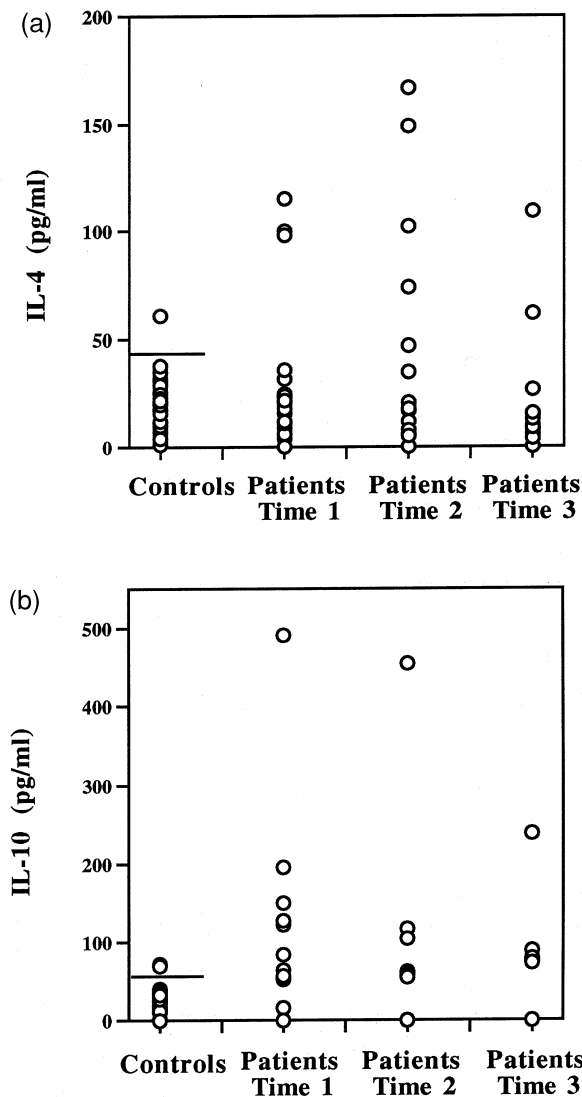 (a)
200
150
100
50
0
IL-4 (pg/ml)
Controls Patients Patients Patients
Time 1 Time 2 Time 3
(b)
500
400
300
200
100
0
IL-10 (pg/ml)
Controls Patients Patients Patients
Time 1 Time 2 Time 3